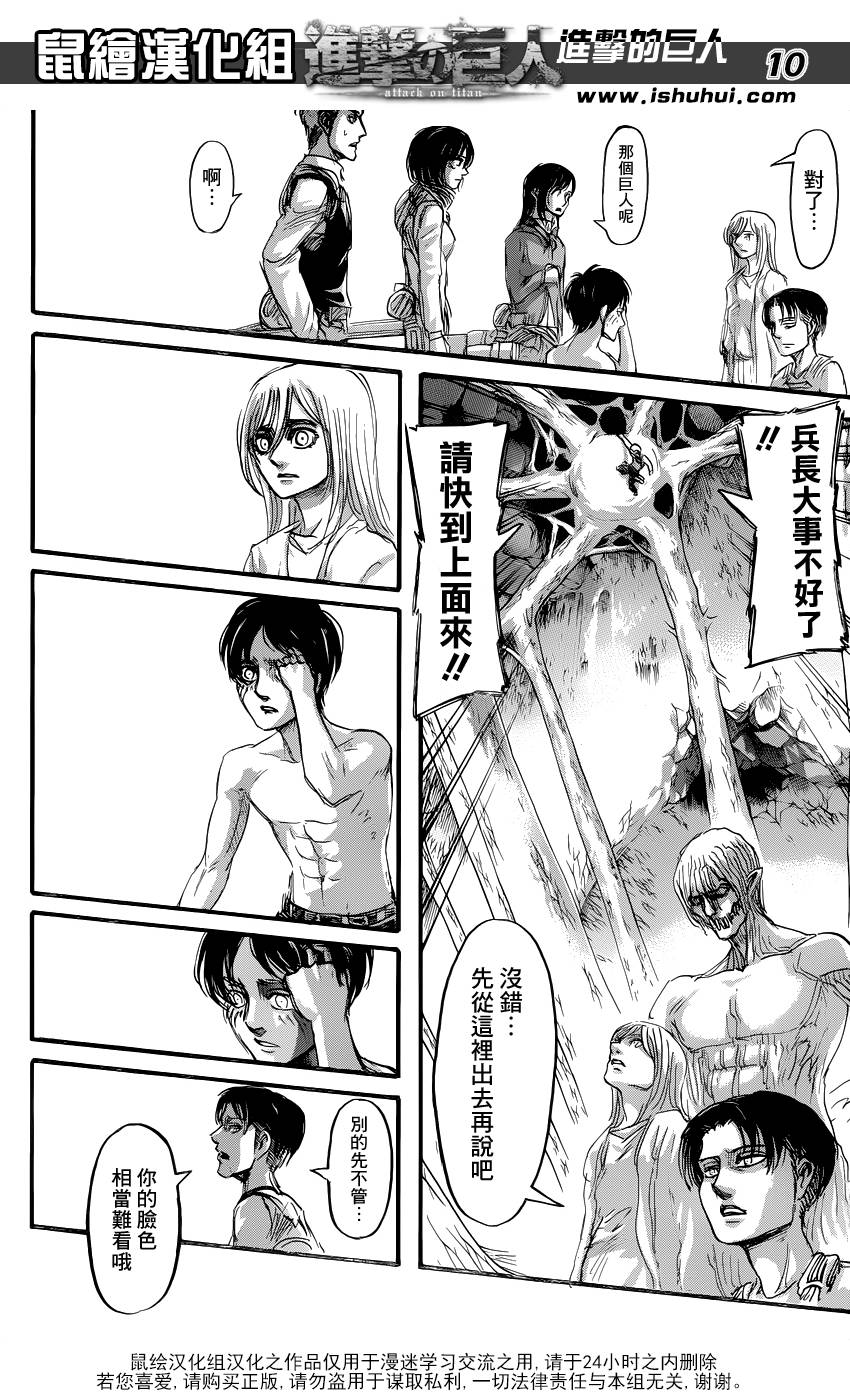 鼠繪漢化組
進撃の巨人
attack on titan
進擊的巨人
www.ishuhui.com
10
對了…
那個巨人呢
啊…
兵長大事不好了
!!
請快到上面來!!
沒錯…
先從這裡出去再說吧
別的先不管…
你的臉色
相當難看哦
鼠绘汉化组汉化之作品仅用于漫迷学习交流之用,请于24小时之内删除
若您喜爱,请购买正版,请勿用于谋取私利,一切法律责任与本组无关,谢谢。